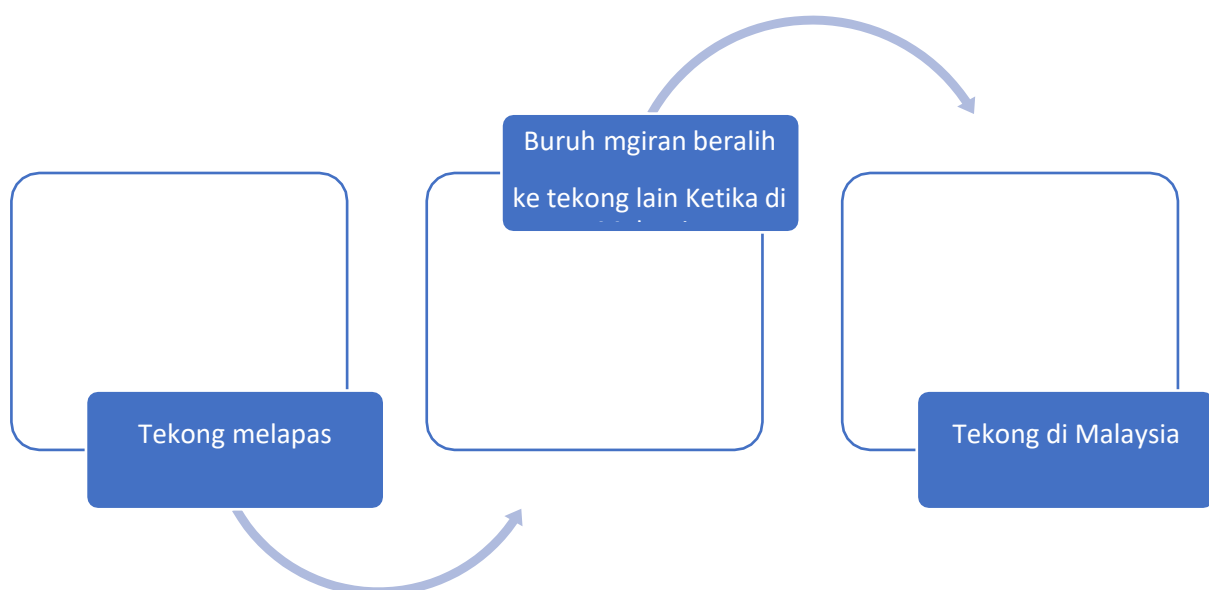 Tekong melapas
Buruh mgiran beralih
ke tekong lain Ketika di
Tekong di Malaysia